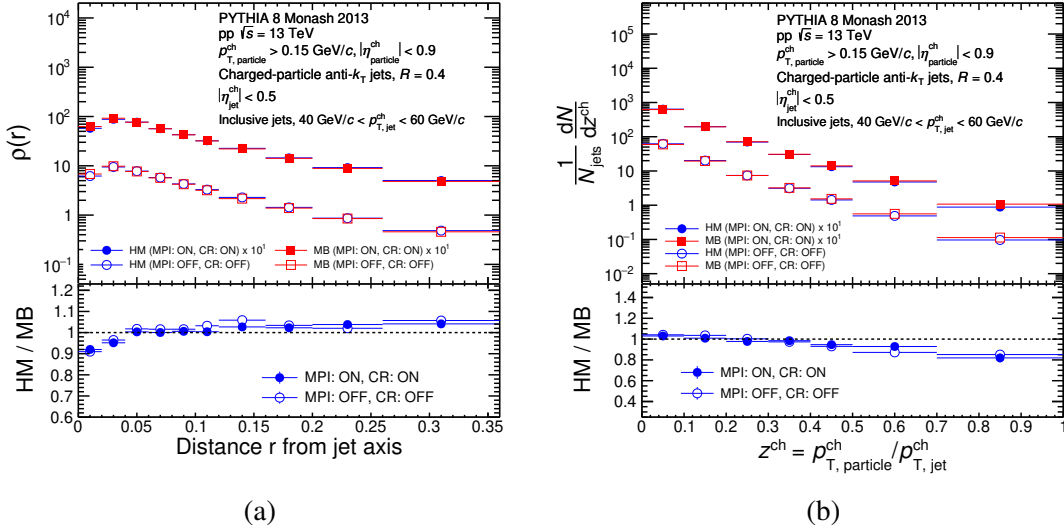 PYTHIA 8 Monash 2013
pp √s = 13 TeV
p^ch_T, particle > 0.15 GeV/c, |η^ch_particle| < 0.9
Charged-particle anti-k_T jets, R = 0.4
|η^ch_jet| < 0.5
Inclusive jets, 40 GeV/c < p^ch_T, jet < 60 GeV/c
ρ(r)
10^5
10^4
10^3
10^2
10
1
10^−1
HM (MPI: ON, CR: ON) x 10^1
MB (MPI: ON, CR: ON) x 10^1
HM (MPI: OFF, CR: OFF)
MB (MPI: OFF, CR: OFF)
HM / MB
1.2
1.1
1.0
0.9
0.8
0.7
0.6
MPI: ON, CR: ON
MPI: OFF, CR: OFF
0 0.05 0.1 0.15 0.2 0.25 0.3 0.35
Distance r from jet axis
(a)
PYTHIA 8 Monash 2013
pp √s = 13 TeV
p^ch_T, particle > 0.15 GeV/c, |η^ch_particle| < 0.9
Charged-particle anti-k_T jets, R = 0.4
|η^ch_jet| < 0.5
Inclusive jets, 40 GeV/c < p^ch_T, jet < 60 GeV/c
1/N_jets dN/dz^ch
10^5
10^4
10^3
10^2
10
1
10^−1
10^−2
HM (MPI: ON, CR: ON) x 10^1
MB (MPI: ON, CR: ON) x 10^1
HM (MPI: OFF, CR: OFF)
MB (MPI: OFF, CR: OFF)
HM / MB
1.4
1.2
1.0
0.8
0.6
0.4
MPI: ON, CR: ON
MPI: OFF, CR: OFF
0 0.1 0.2 0.3 0.4 0.5 0.6 0.7 0.8 0.9 1
z^ch = p^ch_T, particle/p^ch_T, jet
(b)